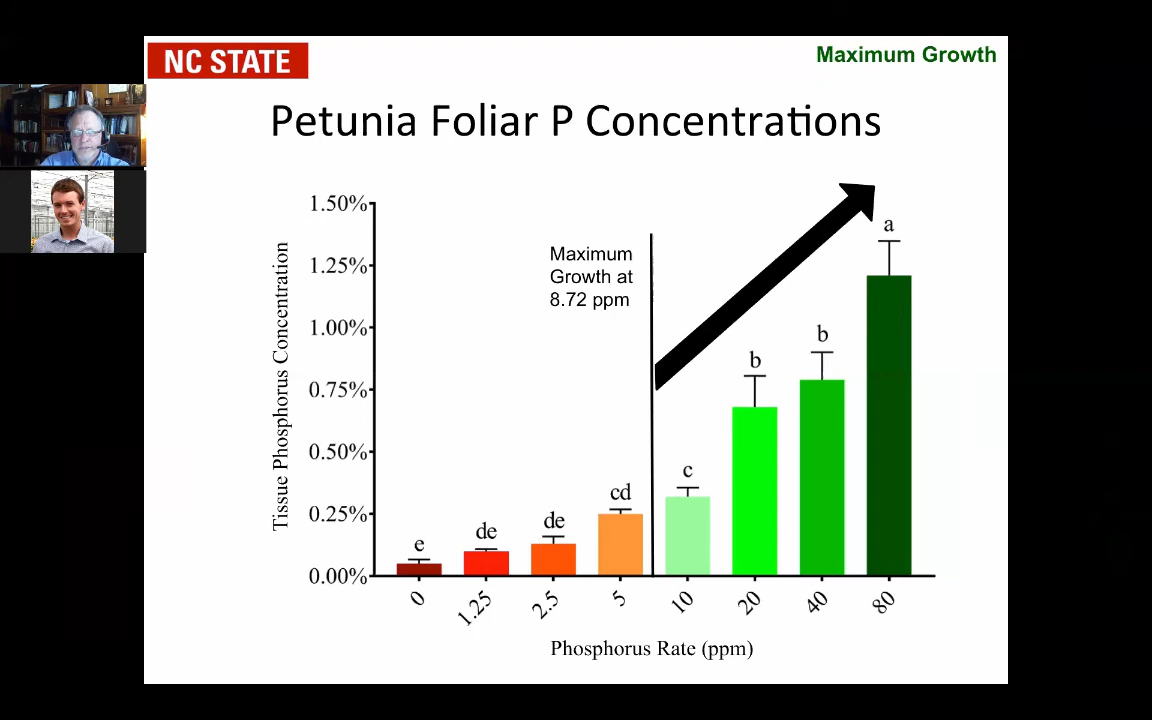 NC STATE
Maximum Growth
Petunia Foliar P Concentrations
Tissue Phosphorus Concentration
1.50%
1.25%
1.00%
0.75%
0.50%
0.25%
0.00%
Maximum
Growth at
8.72 ppm
e
de
de
cd
c
b
b
a
0
1.25
2.5
5
10
20
40
80
Phosphorus Rate (ppm)